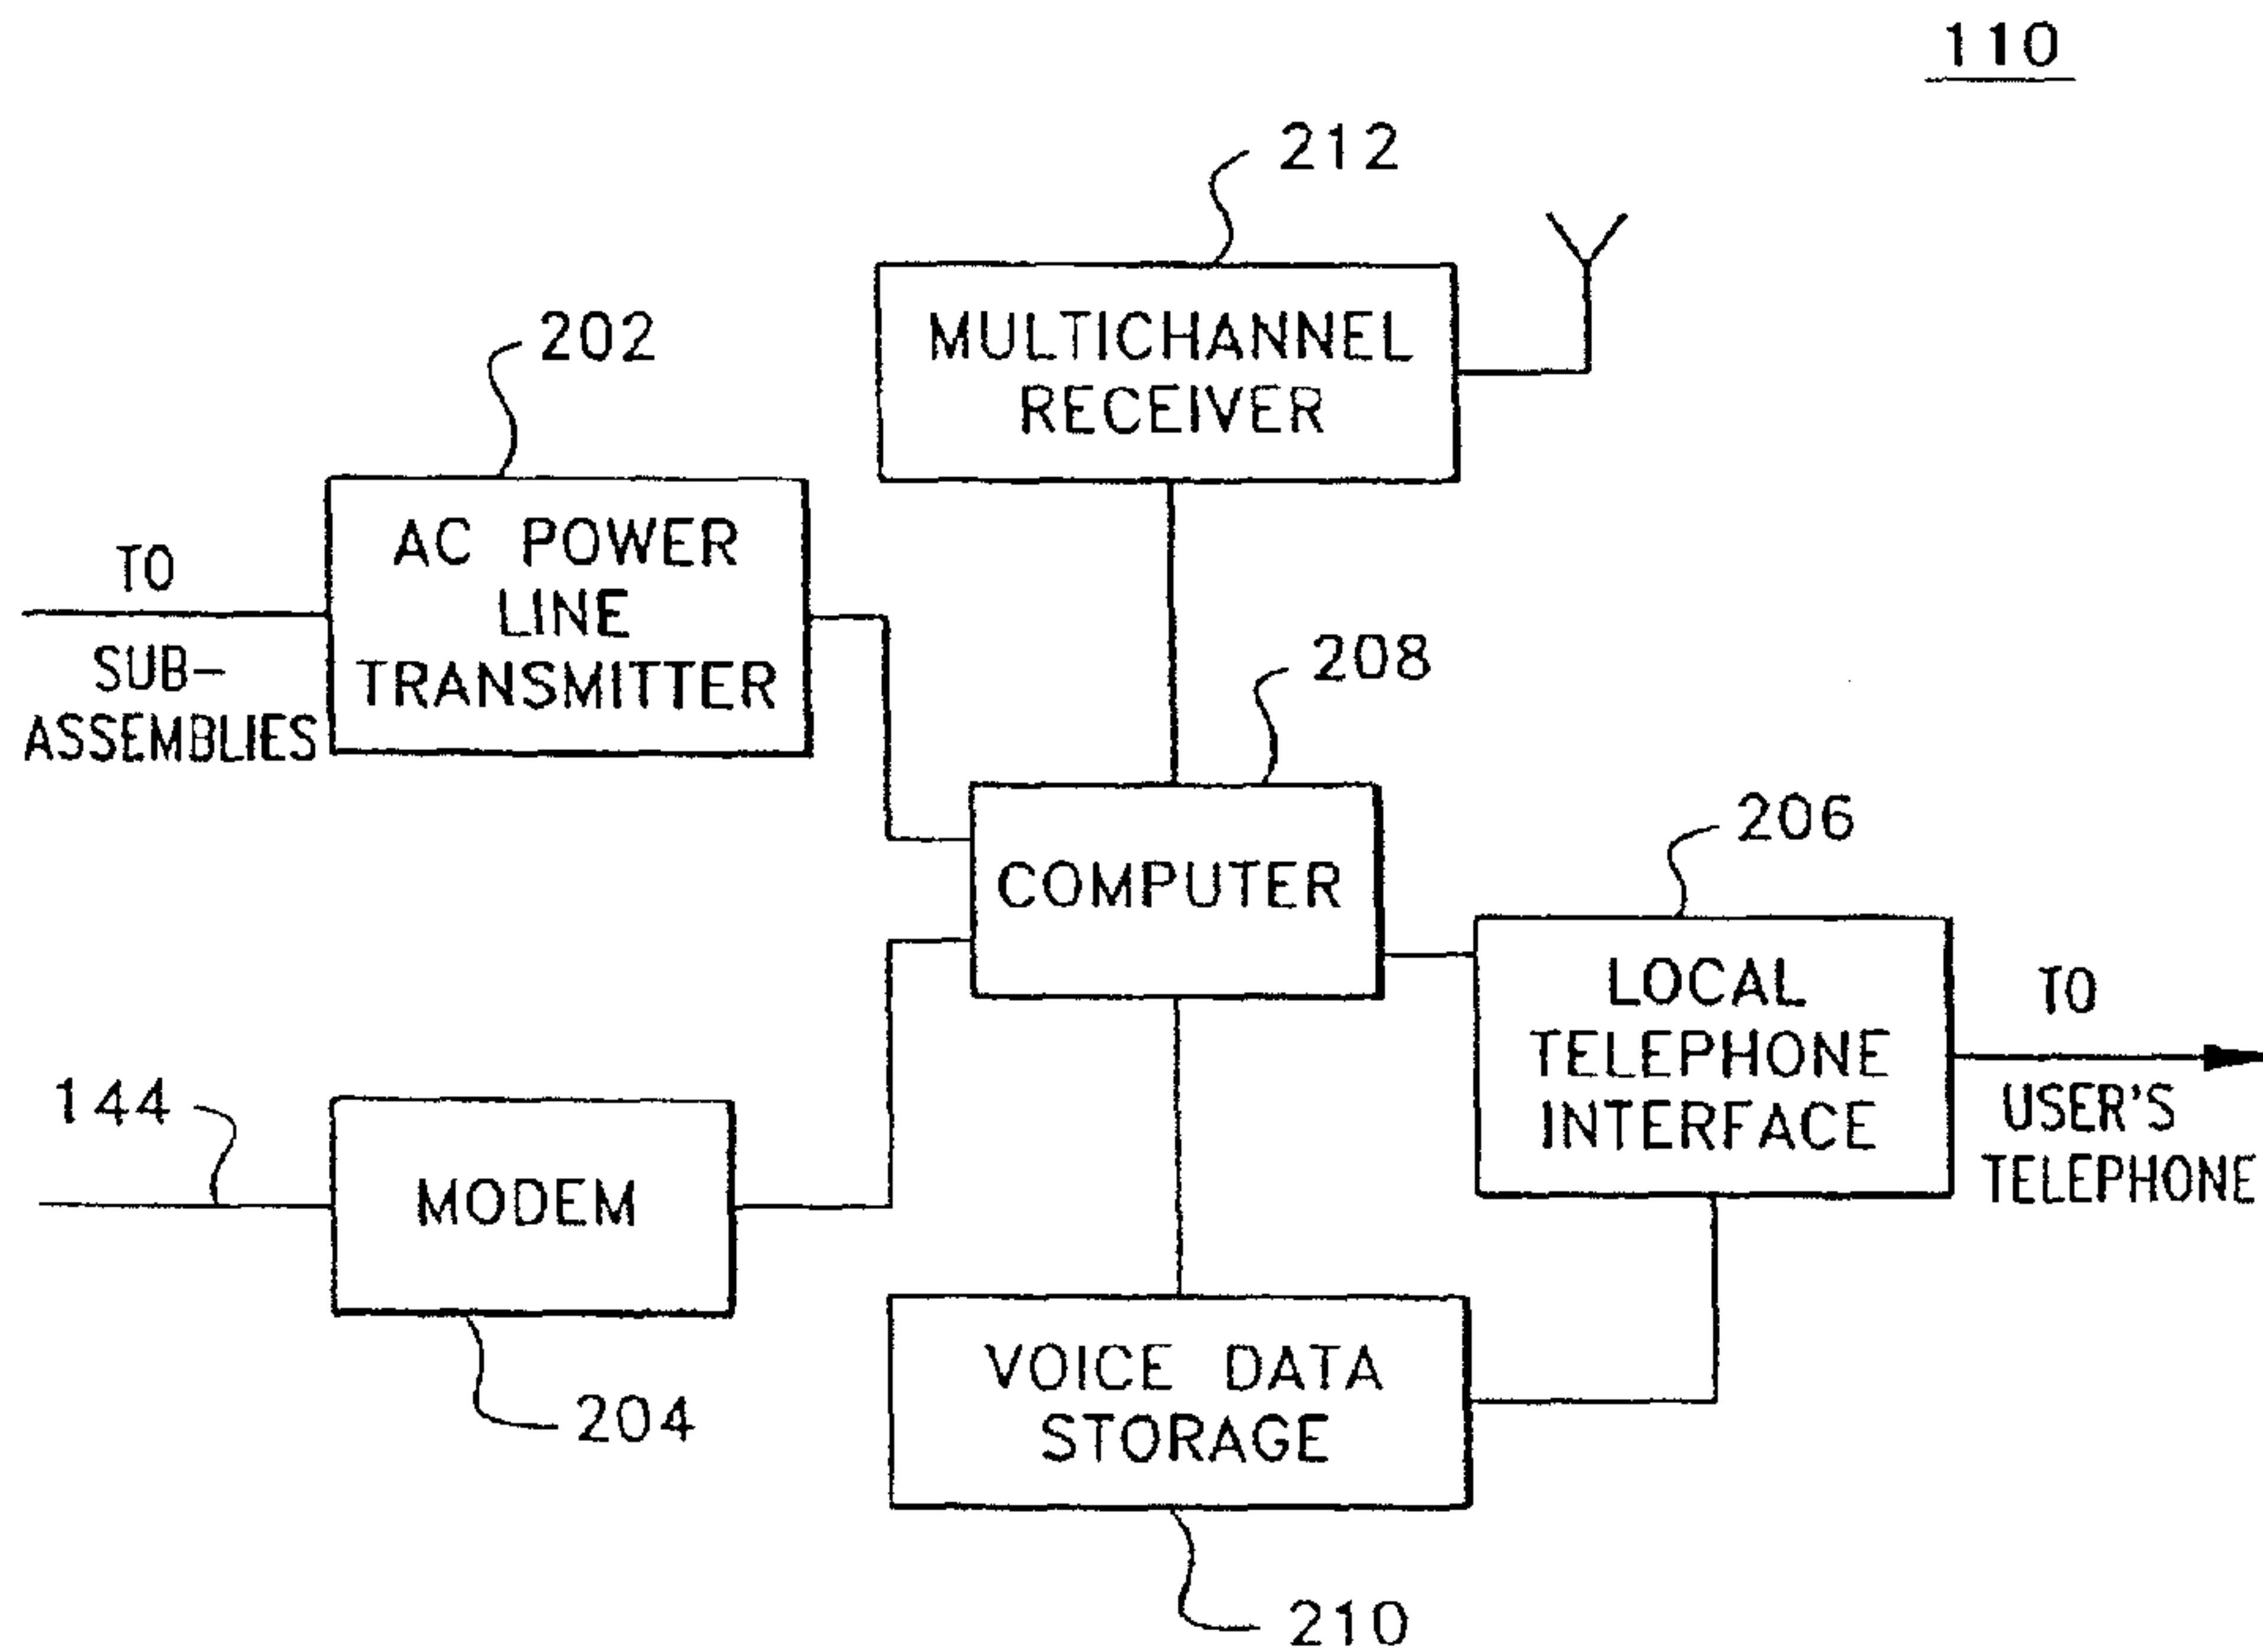 110
212
MULTICHANNEL
RECEIVER
202
AC POWER
LINE
TRANSMITTER
TO
SUB-
ASSEMBLIES
208
COMPUTER
206
LOCAL
TELEPHONE
INTERFACE
TO
USER'S
TELEPHONE
144
MODEM
204
VOICE DATA
STORAGE
210